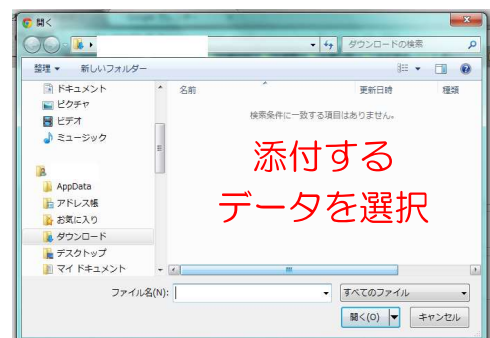 開く
ダウンロードの検索
整理 新しいフォルダー
名前 更新日時 種類
検索条件に一致する項目はありません。
ドキュメント
ピクチャ
ビデオ
ミュージック
AppData
アドレス帳
お気に入り
ダウンロード
デスクトップ
マイ ドキュメント
添付する
データを選択
ファイル名(N):
すべてのファイル
開く(O) キャンセル